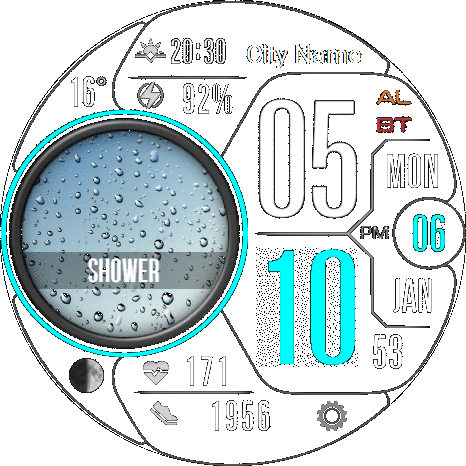 20:30 City Name
16°
92%
05
AL
BT
MON
PM
06
SHOWER
10
JAN
53
171
1956